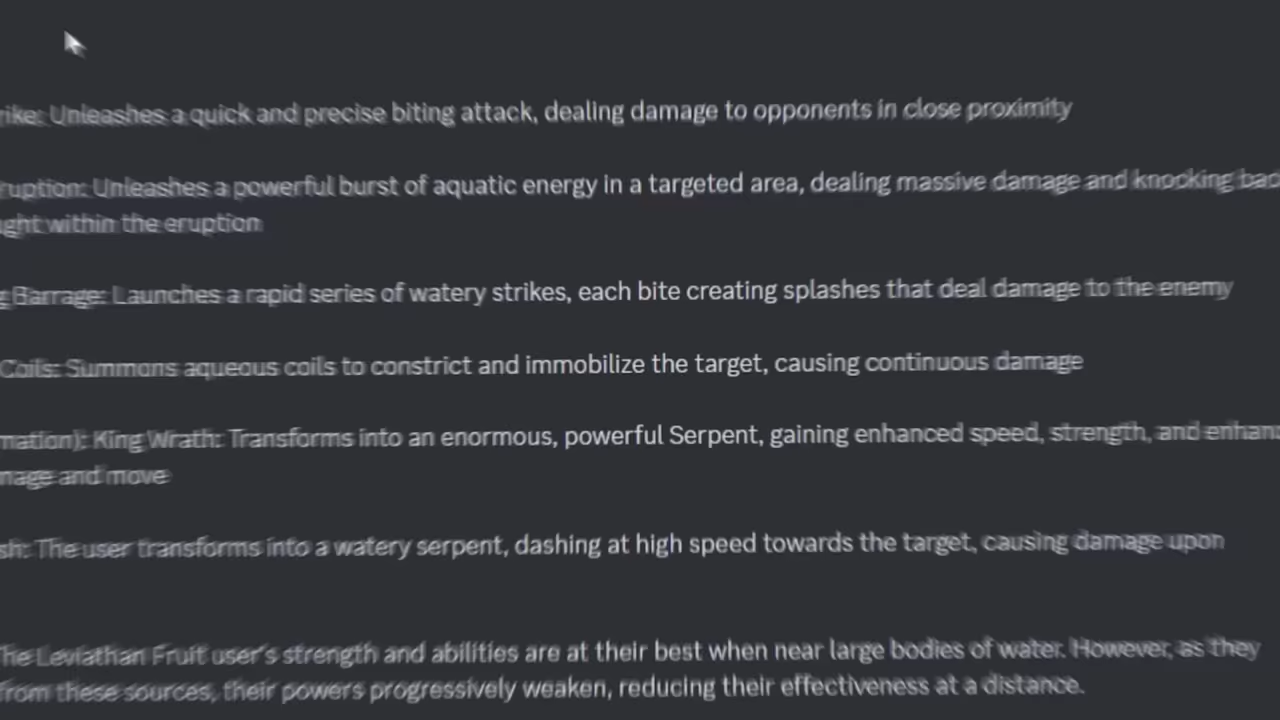 rike: Unleashes a quick and precise biting attack, dealing damage to opponents in close proximity
ruption: Unleashes a powerful burst of aquatic energy in a targeted area, dealing massive damage and knocking bac
ght within the eruption
g Barrage: Launches a rapid series of watery strikes, each bite creating splashes that deal damage to the enemy
Coils: Summons aqueous coils to constrict and immobilize the target, causing continuous damage
mation): King Wrath: Transforms into an enormous, powerful Serpent, gaining enhanced speed, strength, and enhan
mage and move
sh: The user transforms into a watery serpent, dashing at high speed towards the target, causing damage upon
The Leviathan Fruit user's strength and abilities are at their best when near large bodies of water. However, as they
from these sources, their powers progressively weaken, reducing their effectiveness at a distance.